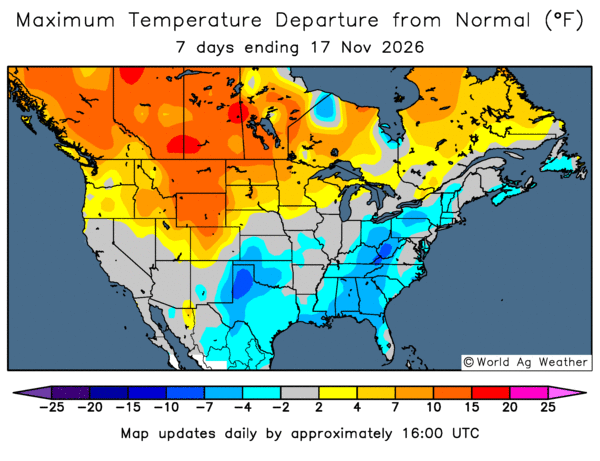 Maximum Temperature Departure from Normal (°F)
7 days ending 17 Nov 2026
© World Ag Weather
−25 −20 −15 −10 −7 −4 −2 2 4 7 10 15 20 25
Map updates daily by approximately 16:00 UTC